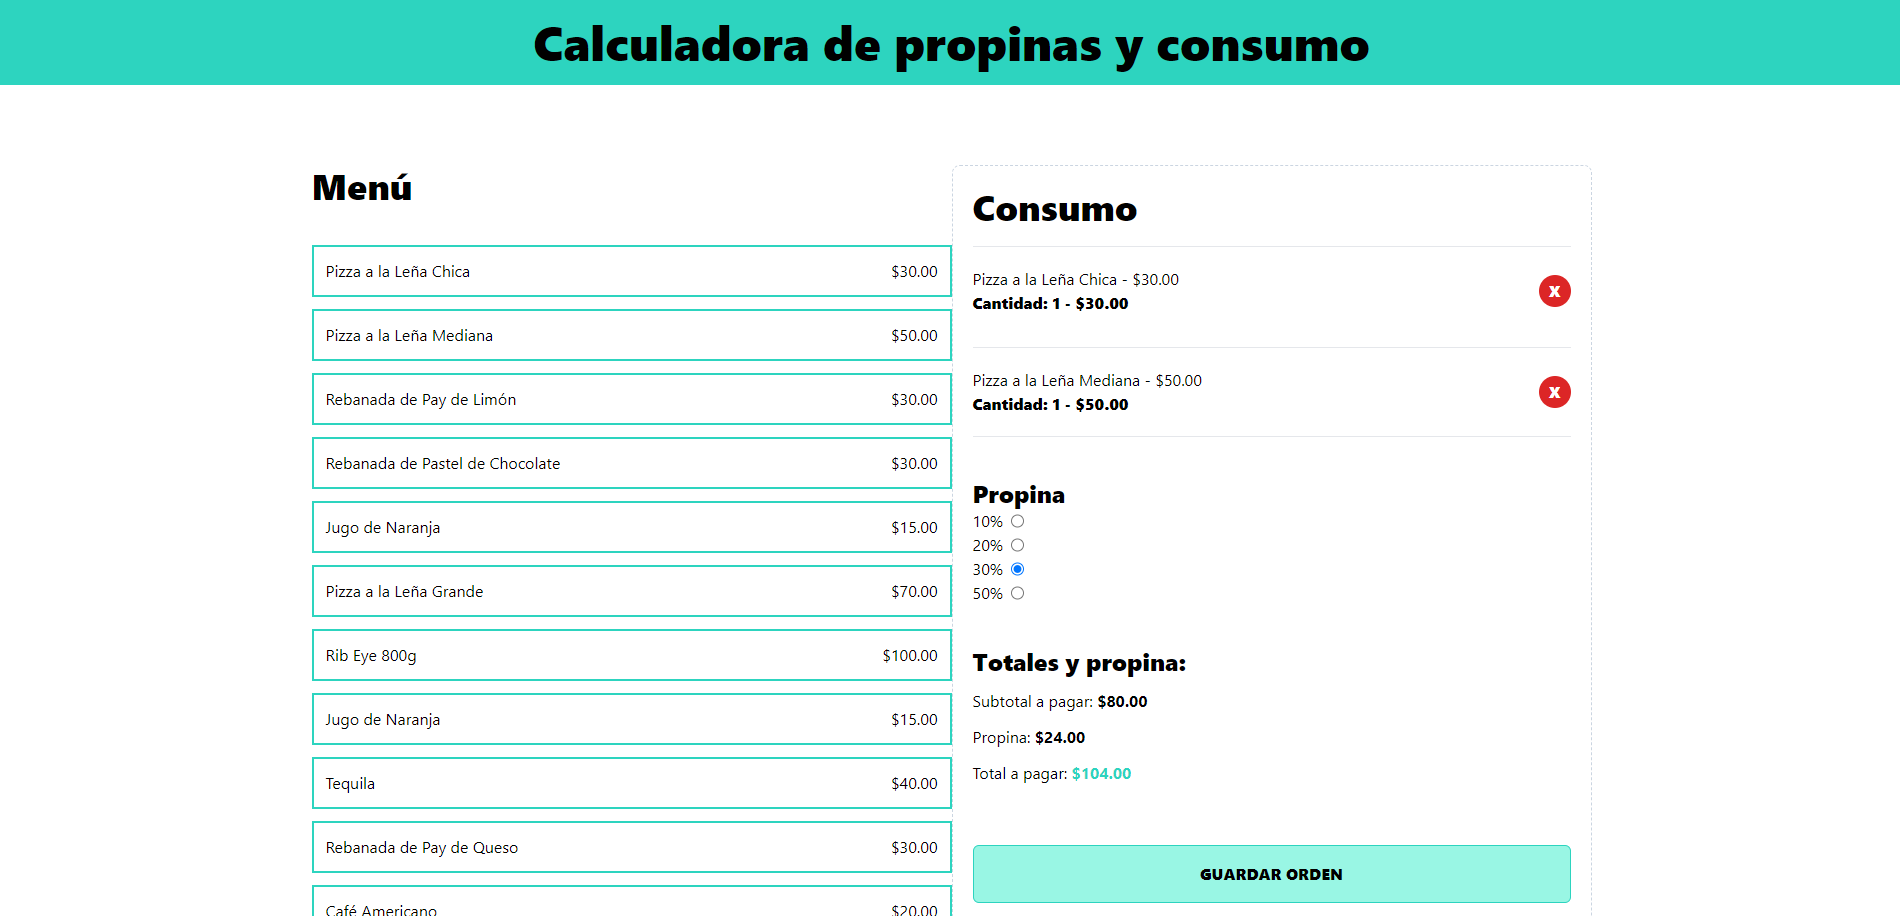 Calculadora de propinas y consumo
Menú
Pizza a la Leña Chica $30.00
Pizza a la Leña Mediana $50.00
Rebanada de Pay de Limón $30.00
Rebanada de Pastel de Chocolate $30.00
Jugo de Naranja $15.00
Pizza a la Leña Grande $70.00
Rib Eye 800g $100.00
Jugo de Naranja $15.00
Tequila $40.00
Rebanada de Pay de Queso $30.00
Café Americano $20.00
Consumo
Pizza a la Leña Chica - $30.00
Cantidad: 1 - $30.00
X
Pizza a la Leña Mediana - $50.00
Cantidad: 1 - $50.00
X
Propina
10%
20%
30%
50%
Totales y propina:
Subtotal a pagar: $80.00
Propina: $24.00
Total a pagar: $104.00
GUARDAR ORDEN